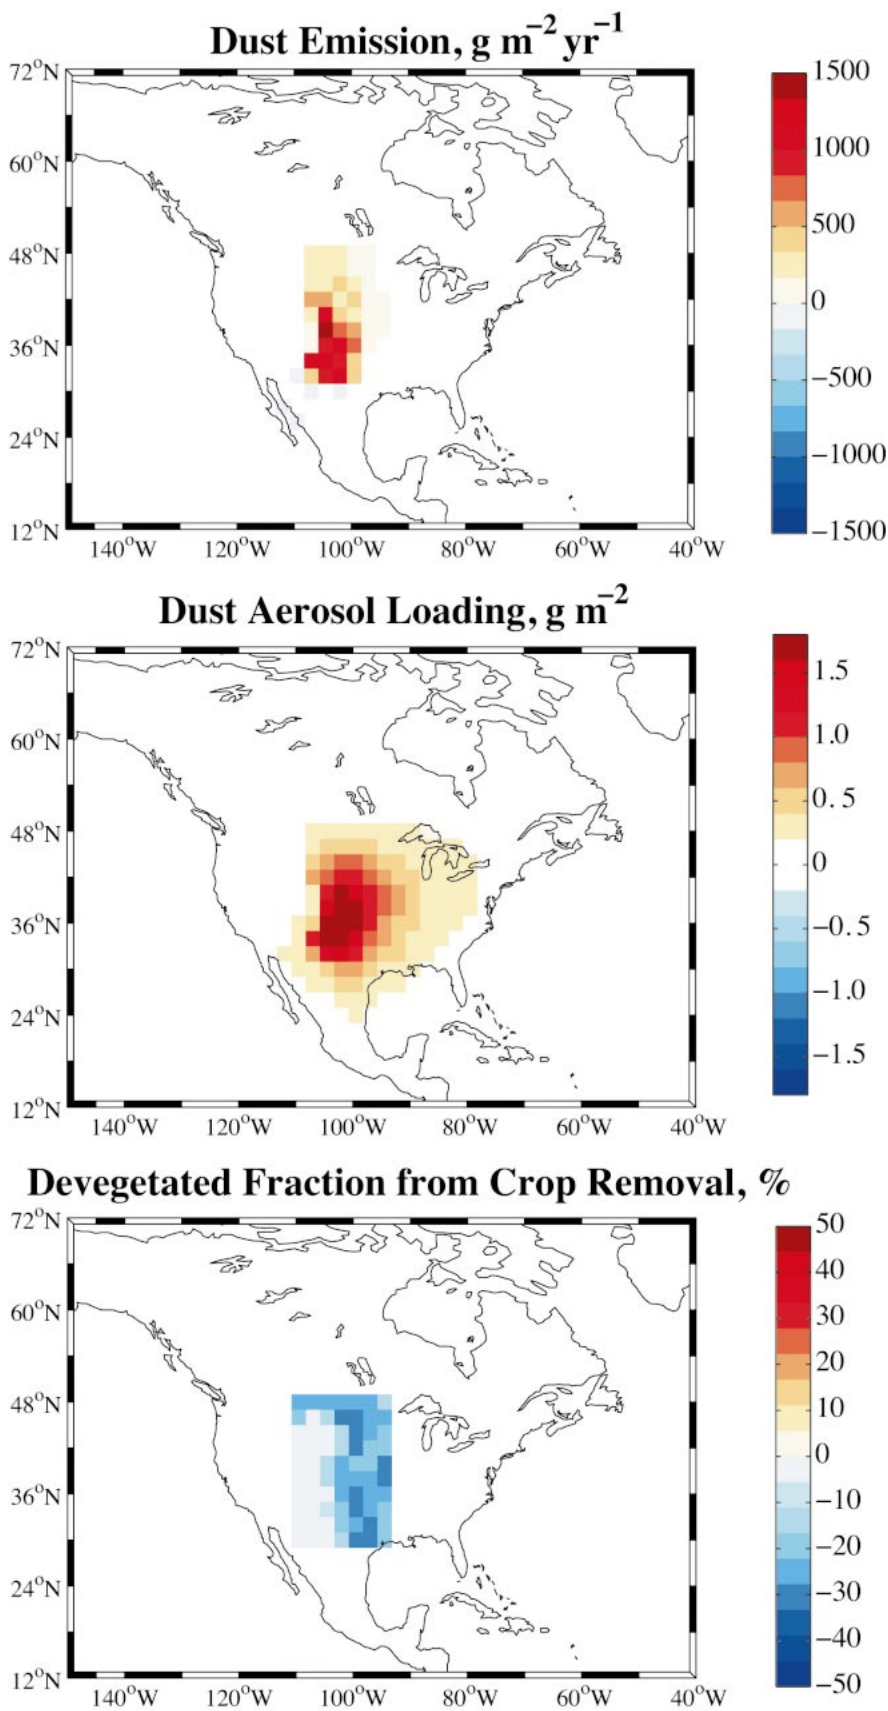 Dust Emission, g m⁻² yr⁻¹
72°N
60°N
48°N
36°N
24°N
12°N
140°W 120°W 100°W 80°W 60°W 40°W
1500
1000
500
0
−500
−1000
−1500
Dust Aerosol Loading, g m⁻²
72°N
60°N
48°N
36°N
24°N
12°N
140°W 120°W 100°W 80°W 60°W 40°W
1.5
1.0
0.5
0
−0.5
−1.0
−1.5
Devegetated Fraction from Crop Removal, %
72°N
60°N
48°N
36°N
24°N
12°N
140°W 120°W 100°W 80°W 60°W 40°W
50
40
30
20
10
0
−10
−20
−30
−40
−50